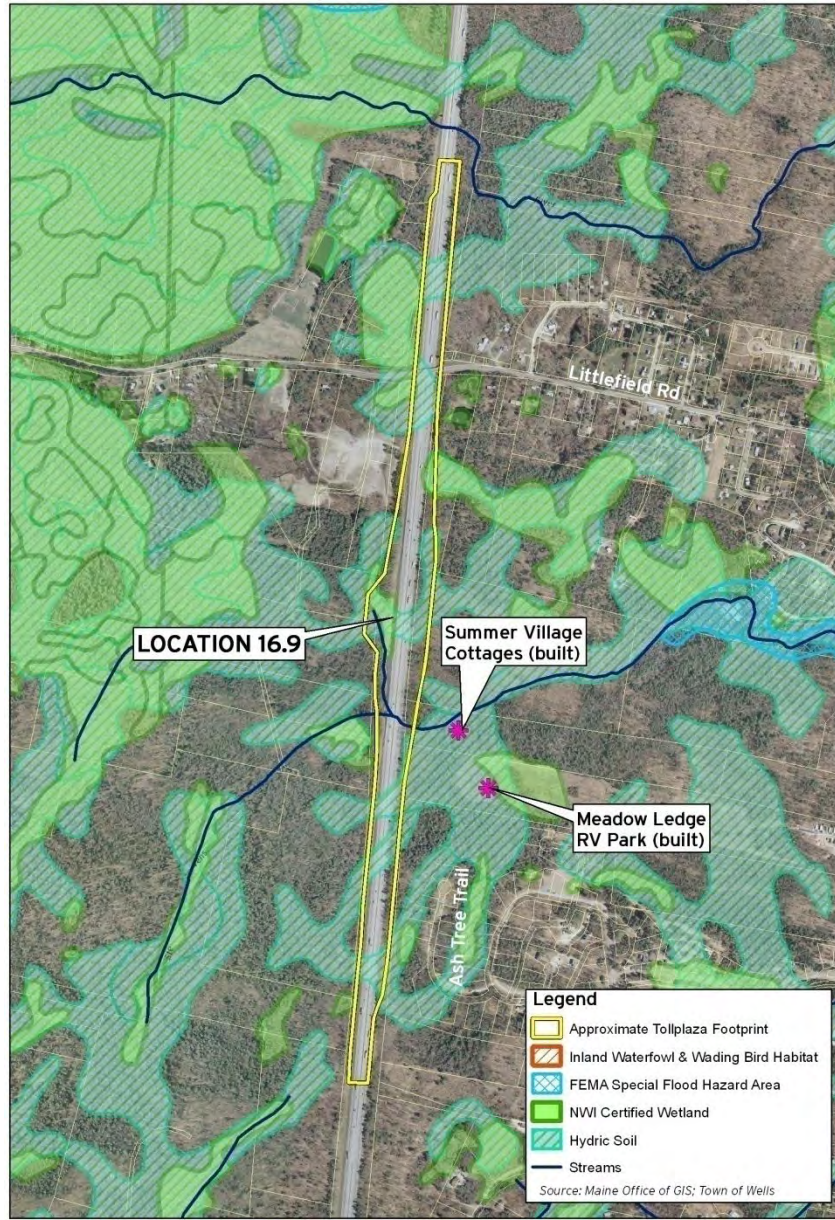 Littlefield Rd
LOCATION 16.9
Summer Village
Cottages (built)
Meadow Ledge
RV Park (built)
Ash Tree Trail
Legend
Approximate Tollplaza Footprint
Inland Waterfowl & Wading Bird Habitat
FEMA Special Flood Hazard Area
NWI Certified Wetland
Hydric Soil
Streams
Source: Maine Office of GIS; Town of Wells